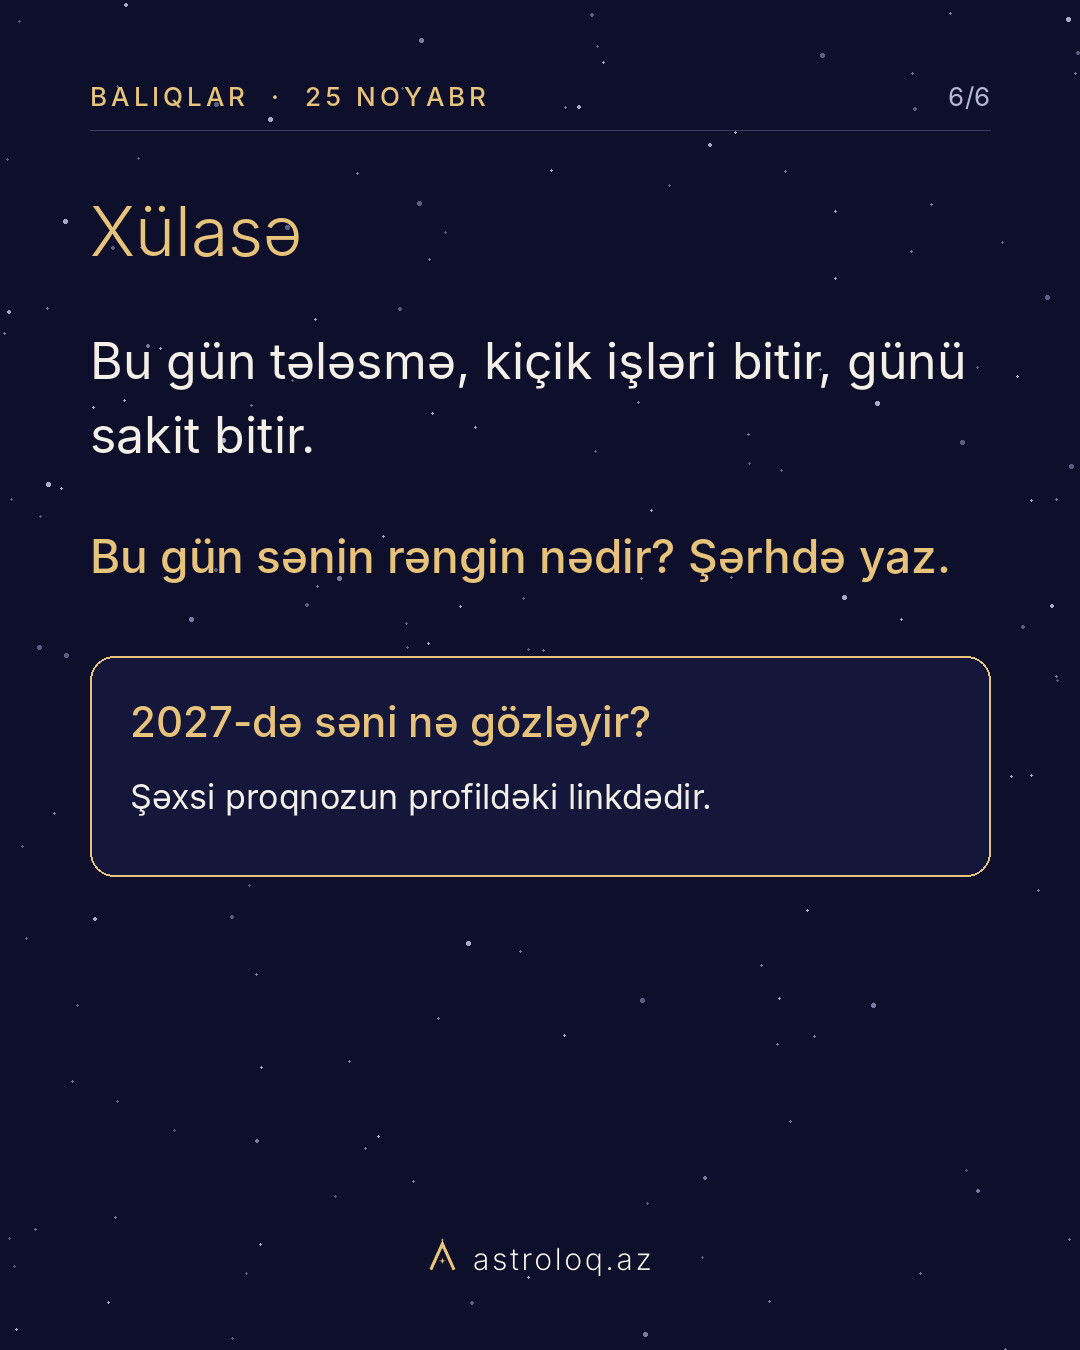 BALIQLAR · 25 NOYABR
6/6
Xülasə
Bu gün tələsmə, kiçik işləri bitir, günü
sakit bitir.
Bu gün sənin rəngin nədir? Şərhdə yaz.
2027-də səni nə gözləyir?
Şəxsi proqnozun profildəki linkdədir.
astroloq.az